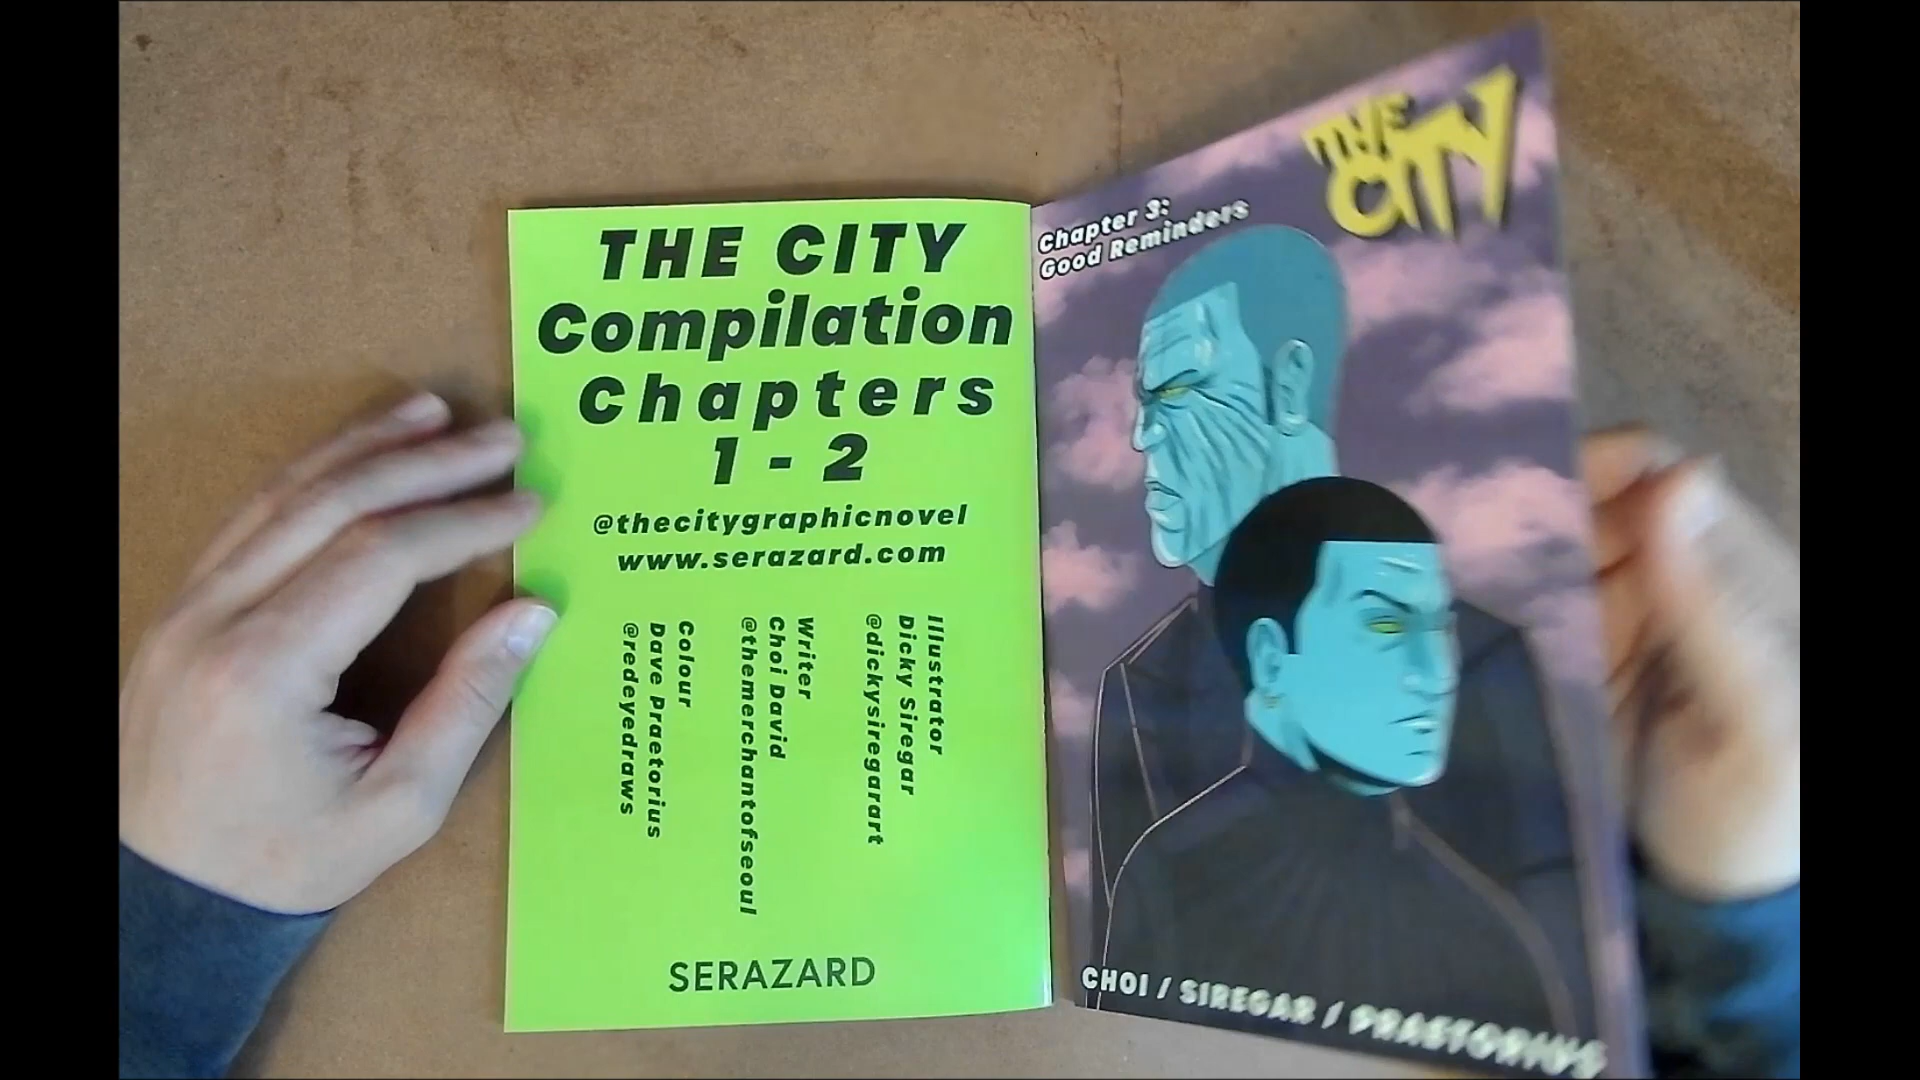 THE CITY
Compilation
Chapters
1 - 2
@thecitygraphicnovel
www.serazard.com
Illustrator
Dicky Siregar
@dickysiregarart
Writer
Choi David
@themerchantofseoul
Colour
Dave Praetorius
@redeyedraws
SERAZARD
THE
CITY
Chapter 3:
Good Reminders
CHOI / SIREGAR / PRAETORIUS